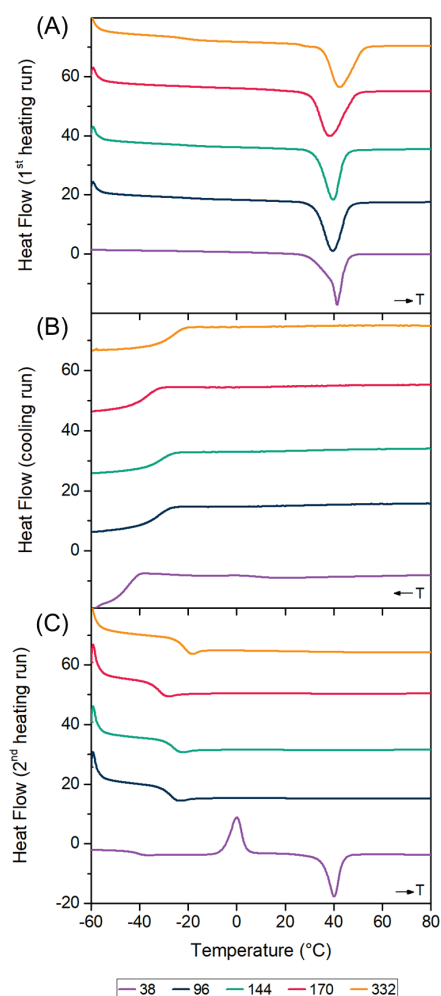 (A)
Heat Flow (1st heating run)
60
40
20
0
→T
(B)
Heat Flow (cooling run)
60
40
20
0
←T
(C)
Heat Flow (2nd heating run)
60
40
20
0
-20
→T
-60 -40 -20 0 20 40 60 80
Temperature (°C)
38 96 144 170 332